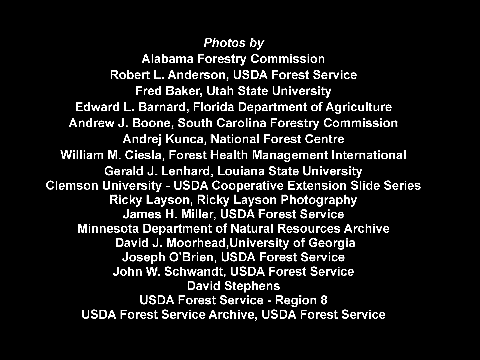 Photos by
Alabama Forestry Commission
Robert L. Anderson, USDA Forest Service
Fred Baker, Utah State University
Edward L. Barnard, Florida Department of Agriculture
Andrew J. Boone, South Carolina Forestry Commission
Andrej Kunca, National Forest Centre
William M. Ciesla, Forest Health Management International
Gerald J. Lenhard, Louiana State University
Clemson University - USDA Cooperative Extension Slide Series
Ricky Layson, Ricky Layson Photography
James H. Miller, USDA Forest Service
Minnesota Department of Natural Resources Archive
David J. Moorhead,University of Georgia
Joseph O'Brien, USDA Forest Service
John W. Schwandt, USDA Forest Service
David Stephens
USDA Forest Service - Region 8
USDA Forest Service Archive, USDA Forest Service